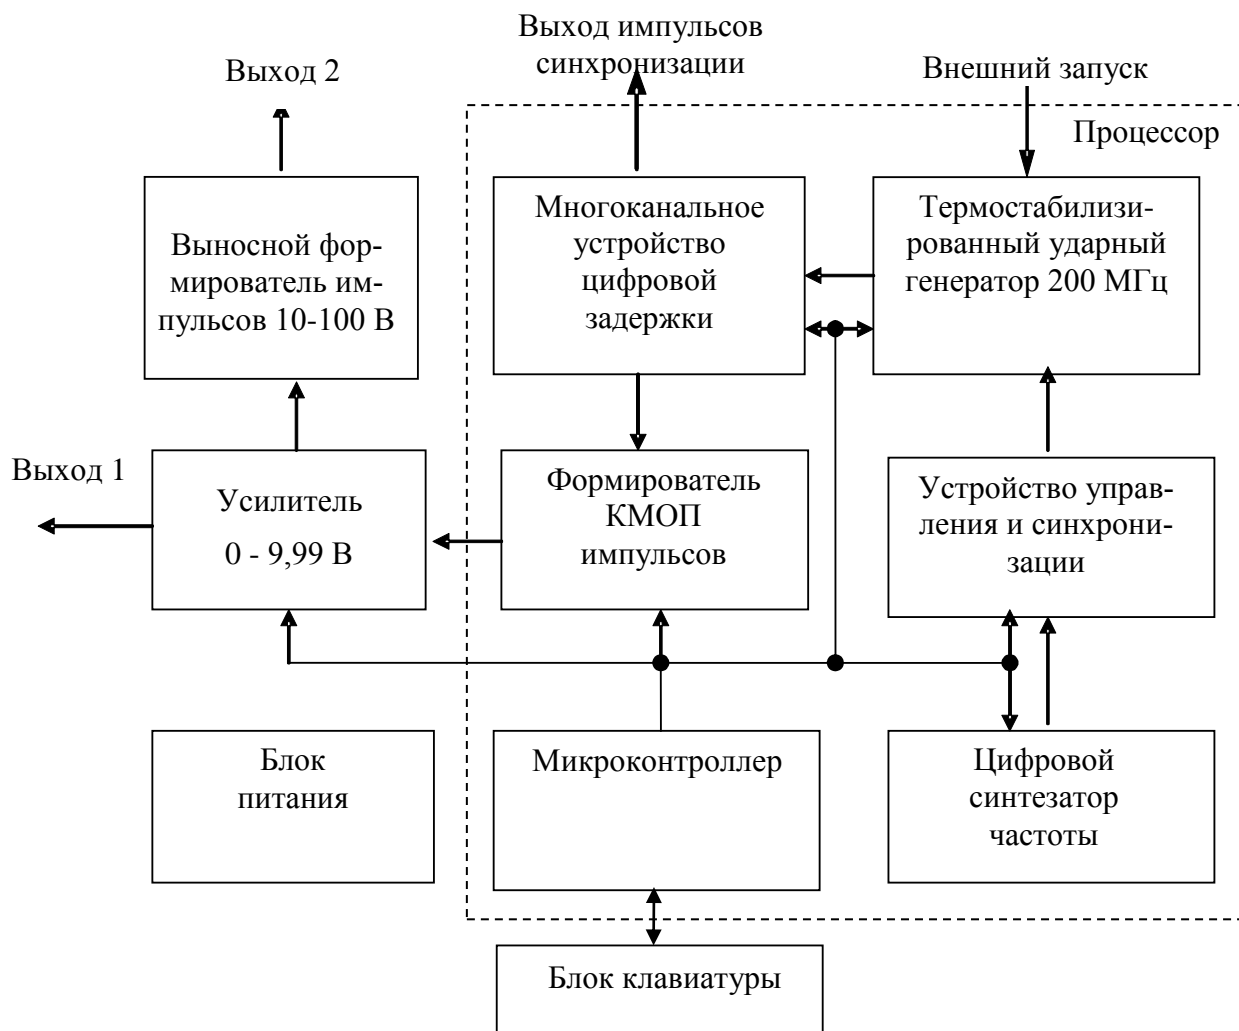 Выход импульсов
синхронизации
Выход 2
Внешний запуск
Процессор
Выносной фор-
мирователь им-
пульсов 10-100 В
Многоканальное
устройство
цифровой
задержки
Термостабилизи-
рованный ударный
генератор 200 МГц
Выход 1
Усилитель
0 - 9,99 В
Формирователь
КМОП
импульсов
Устройство управ-
ления и синхрони-
зации
Блок
питания
Микроконтроллер
Цифровой
синтезатор
частоты
Блок клавиатуры